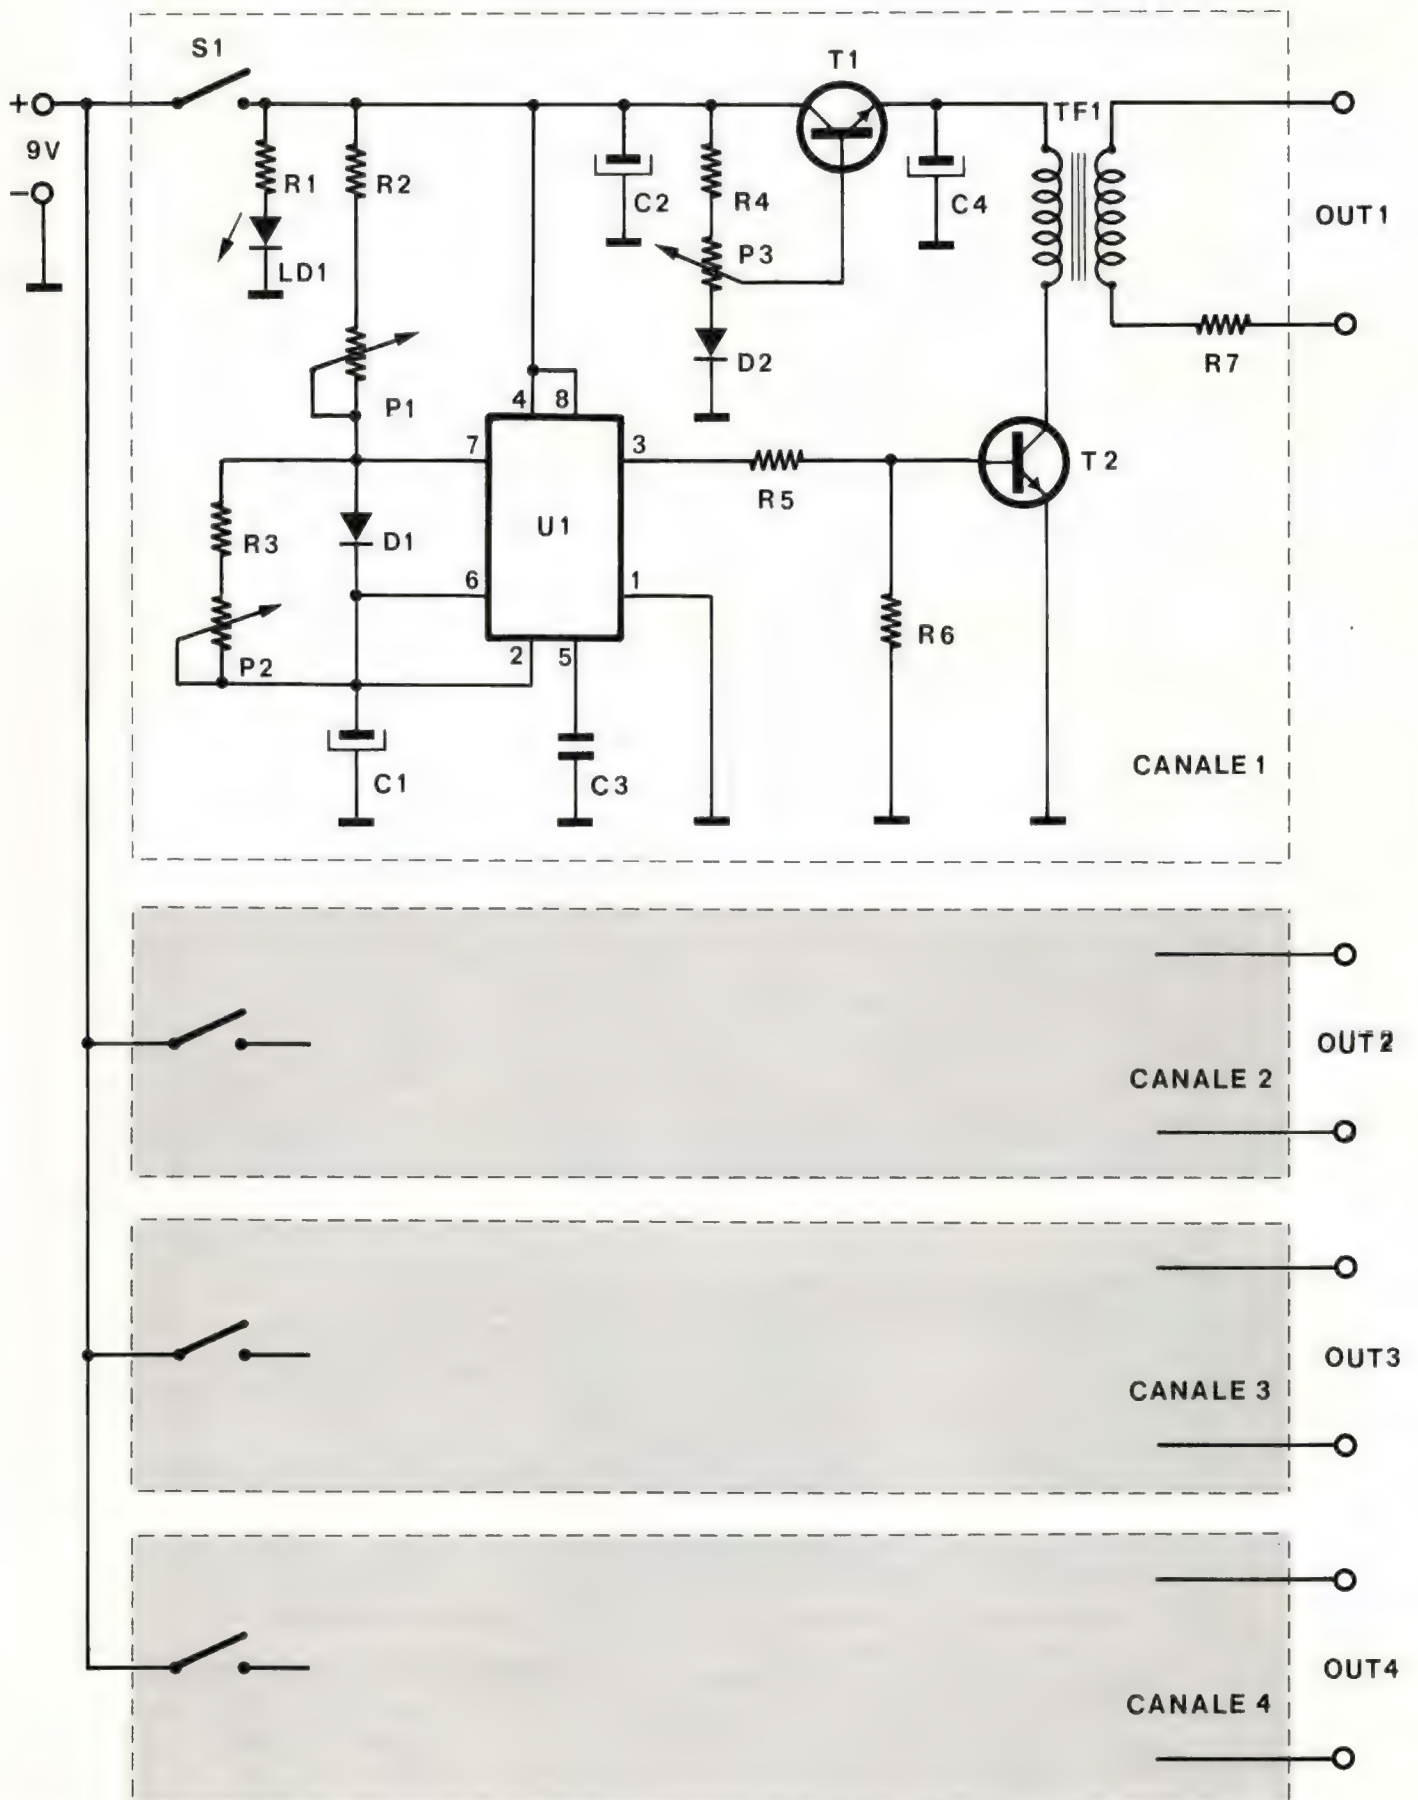 S1
T1
+
TF1
9V
R1
R2
C2
R4
C4
−
OUT1
P3
LD1
D2
R7
P1
4
8
7
3
T2
R5
U1
R3
D1
6
1
R6
P2
2
5
C1
C3
CANALE 1
OUT2
CANALE 2
OUT3
CANALE 3
OUT4
CANALE 4